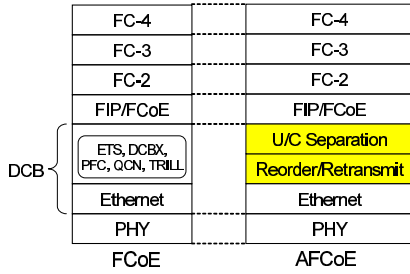 FC-4 FC-4
FC-3 FC-3
FC-2 FC-2
FIP/FCoE FIP/FCoE
DCB
ETS, DCBX,
PFC, QCN, TRILL
U/C Separation
Reorder/Retransmit
Ethernet Ethernet
PHY PHY
FCoE AFCoE